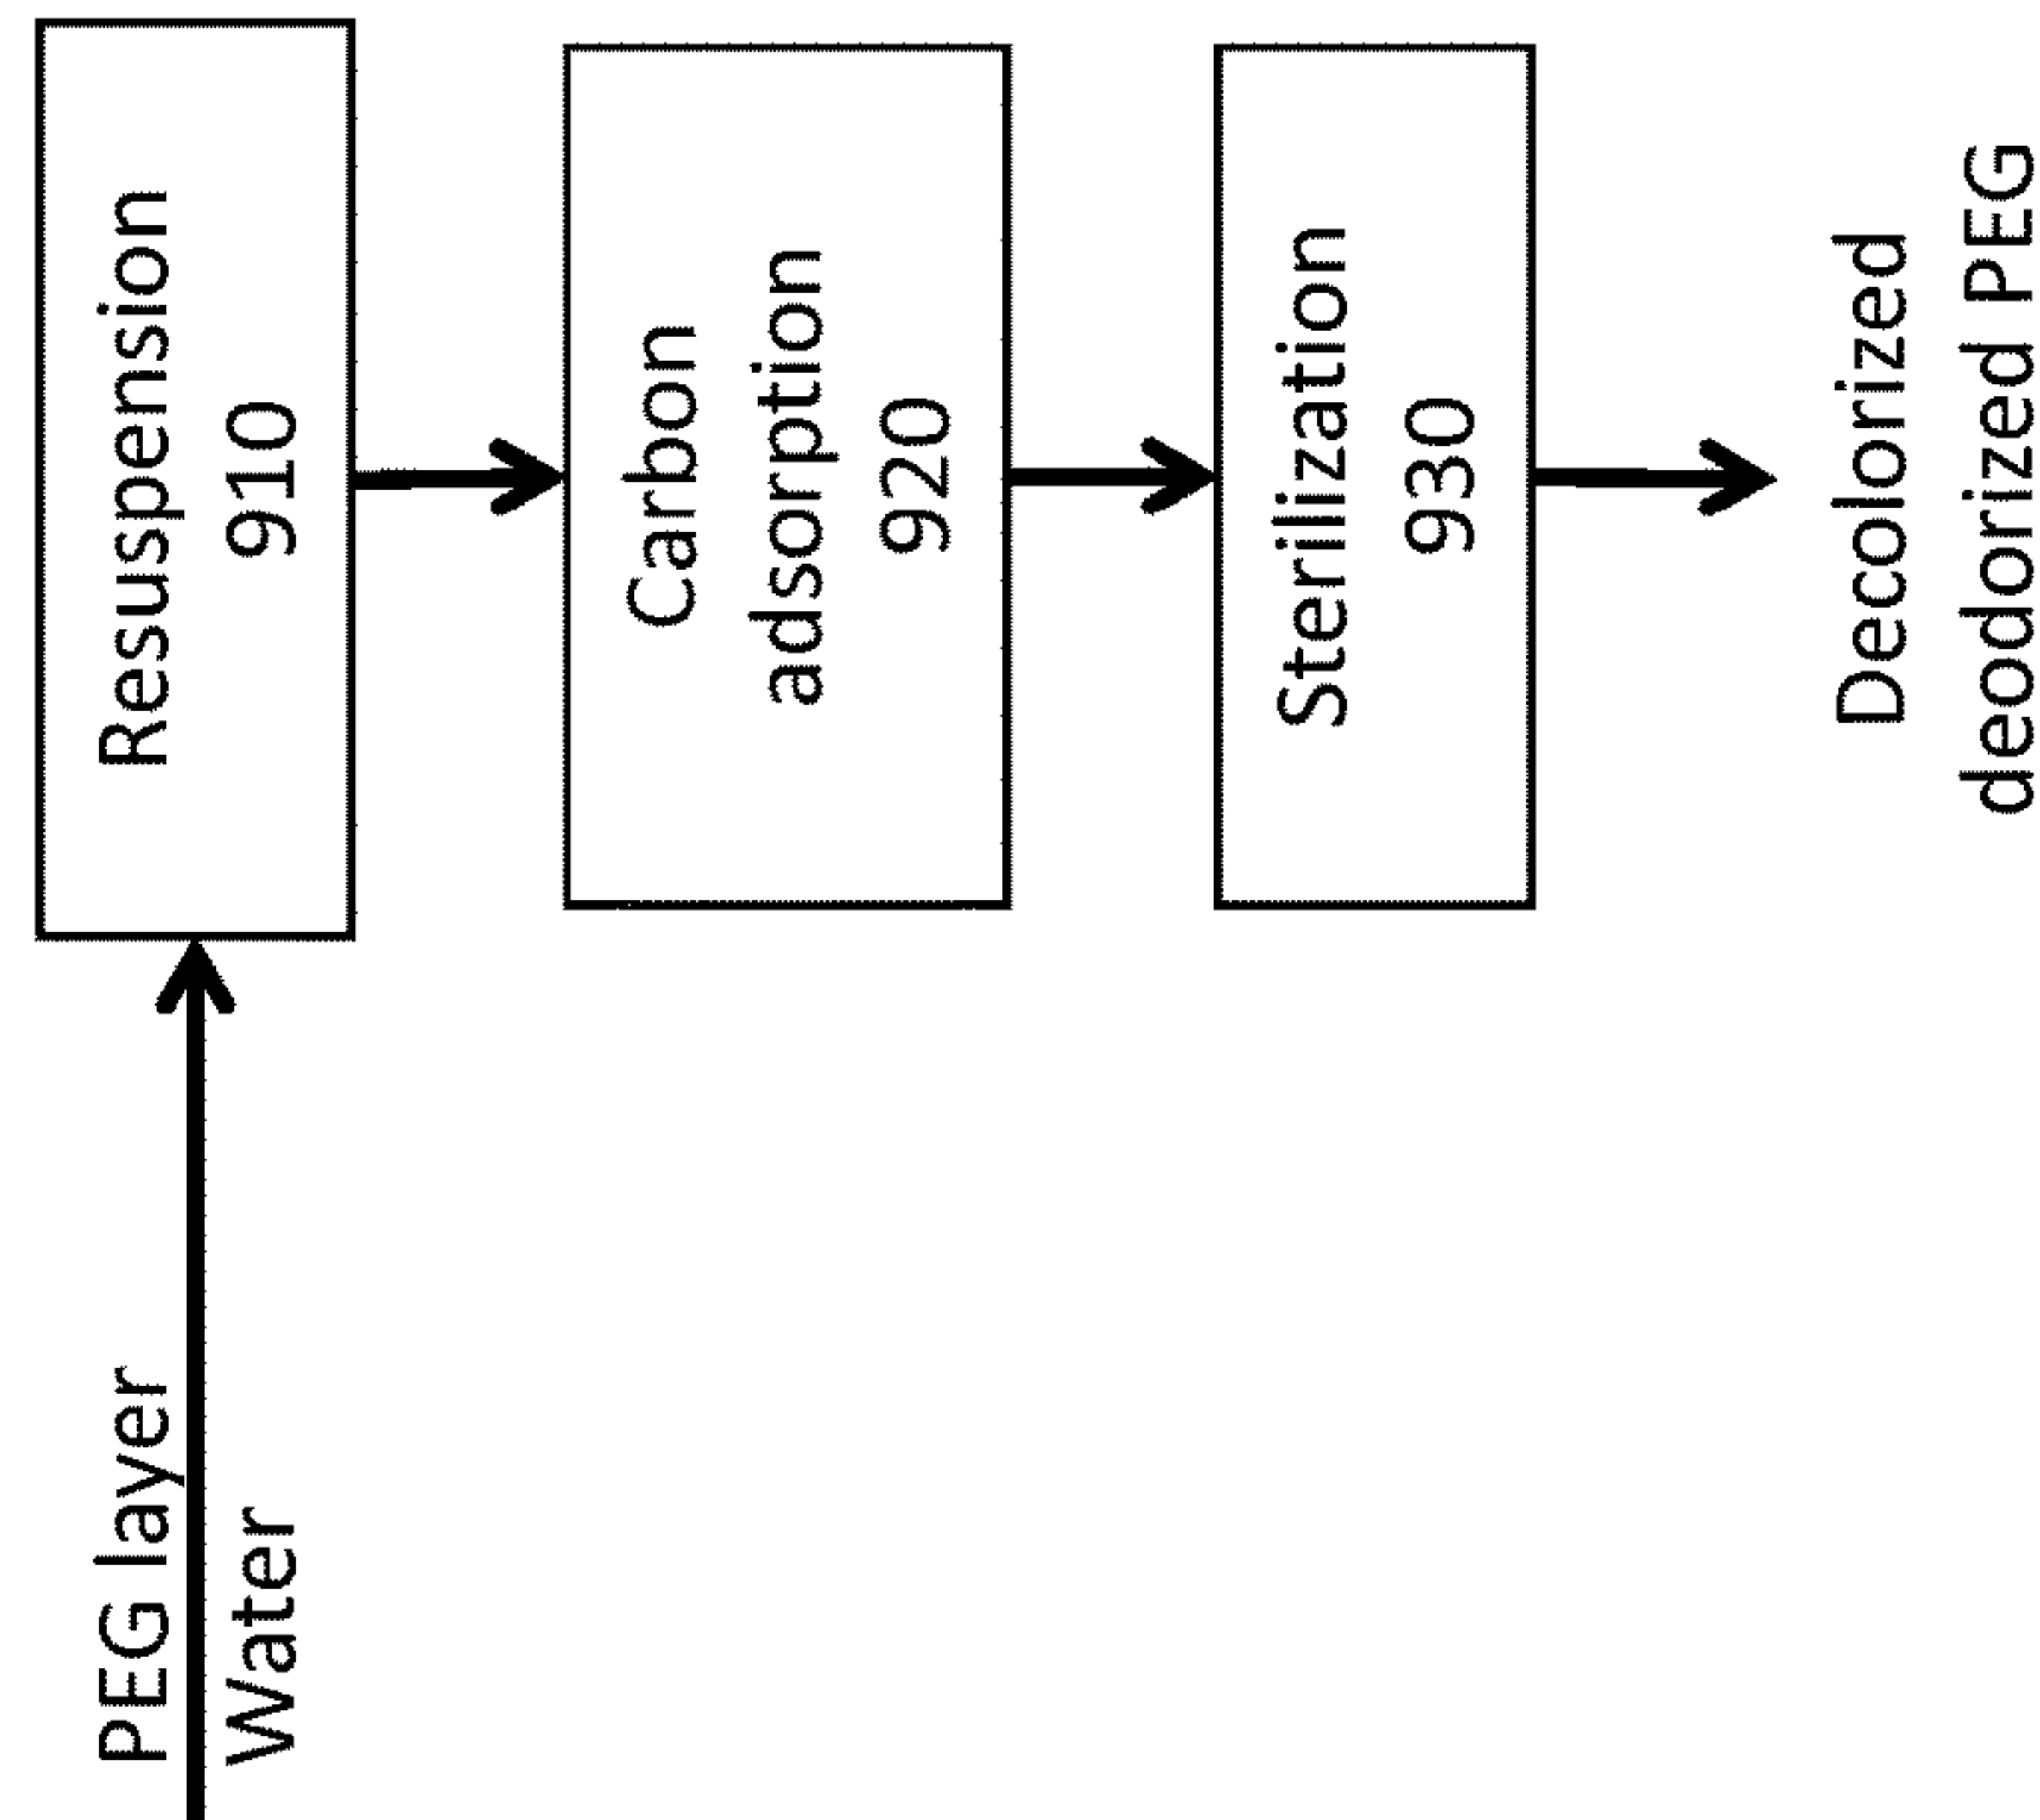 PEG layer
Water
Resuspension
910
Carbon
adsorption
920
Sterilization
930
Decolorized
deodorized PEG